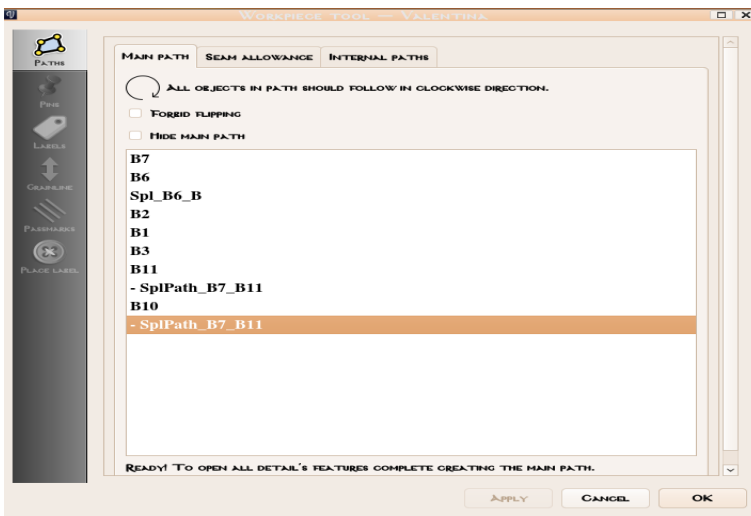 Workpiece tool — Valentina
Paths
Pins
Labels
Grainline
Passmarks
Place label
Main path
Seam allowance
Internal paths
All objects in path should follow in clockwise direction.
Forbid flipping
Hide main path
B7
B6
Spl_B6_B
B2
B1
B3
B11
- SplPath_B7_B11
B10
- SplPath_B7_B11
Ready! To open all detail's features complete creating the main path.
Apply
Cancel
OK